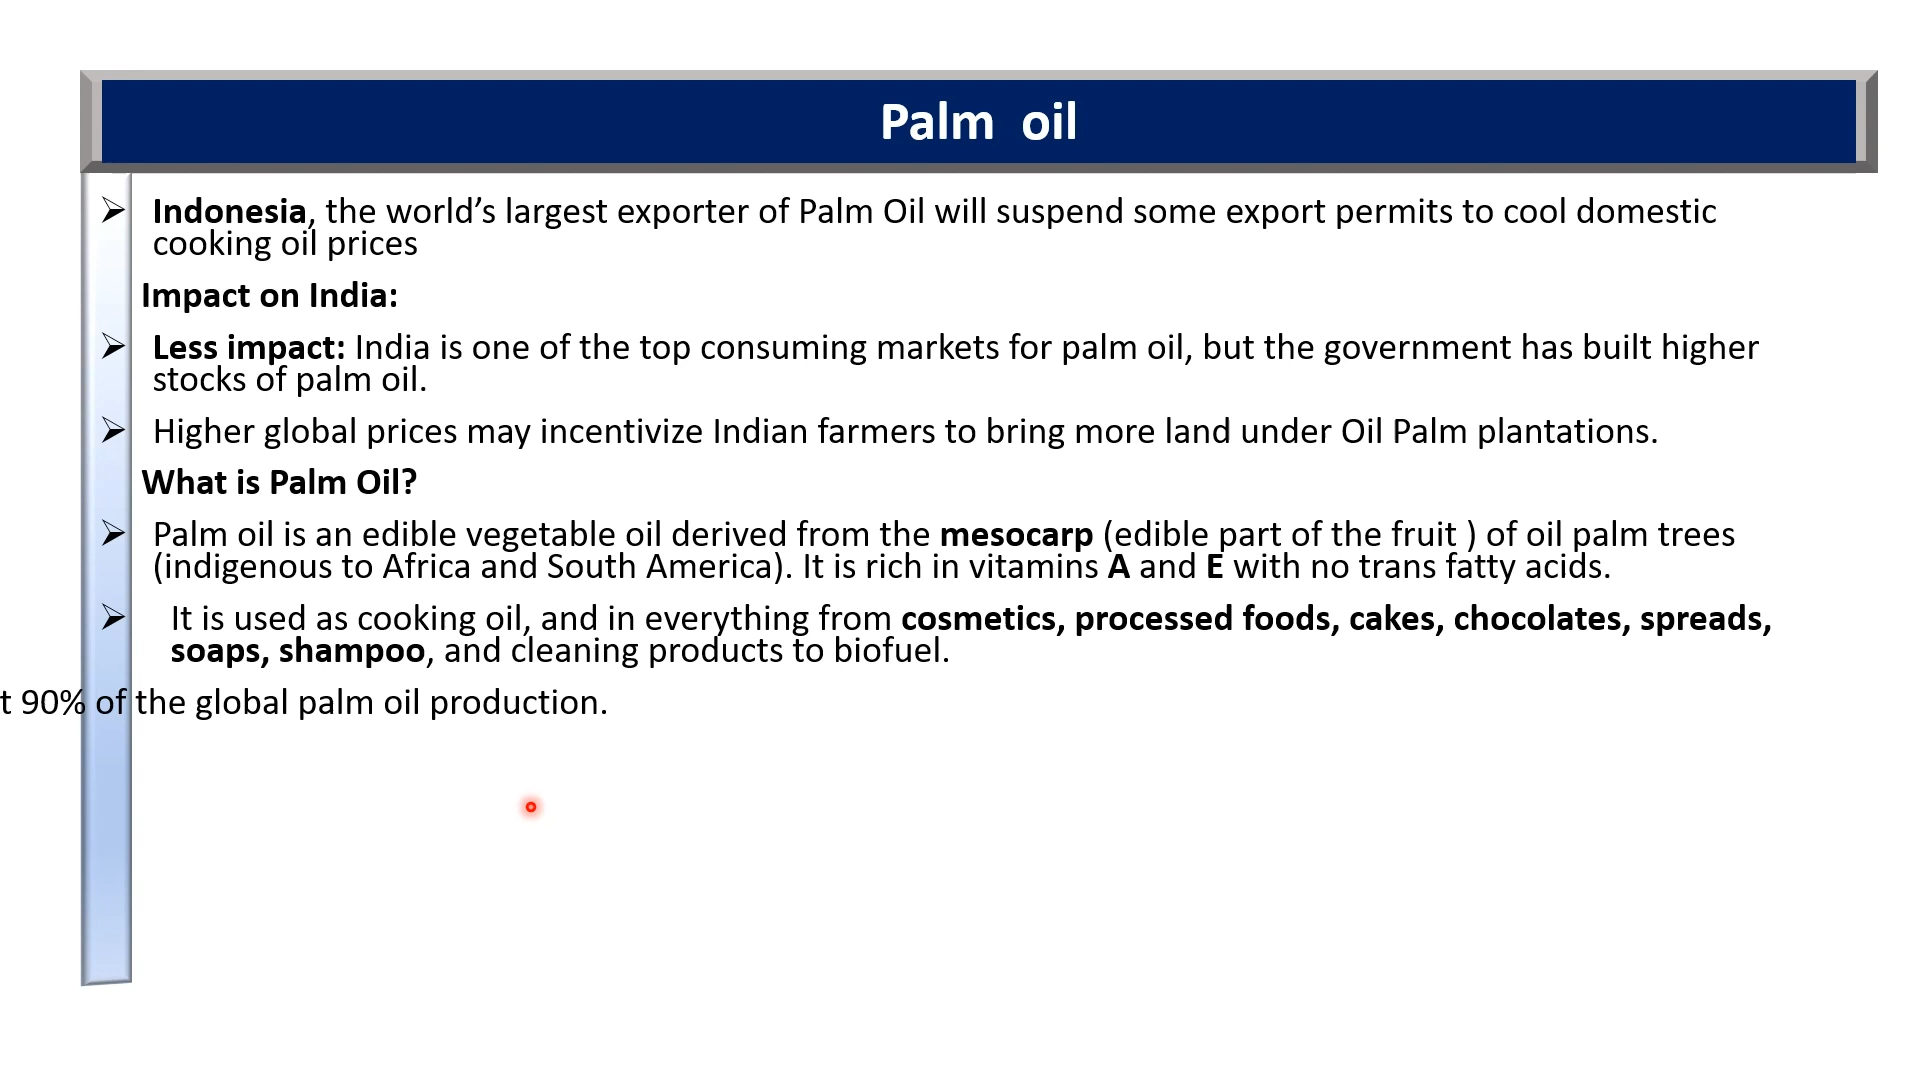 Palm oil
Indonesia, the world’s largest exporter of Palm Oil will suspend some export permits to cool domestic
cooking oil prices
Impact on India:
Less impact: India is one of the top consuming markets for palm oil, but the government has built higher
stocks of palm oil.
Higher global prices may incentivize Indian farmers to bring more land under Oil Palm plantations.
What is Palm Oil?
Palm oil is an edible vegetable oil derived from the mesocarp (edible part of the fruit ) of oil palm trees
(indigenous to Africa and South America). It is rich in vitamins A and E with no trans fatty acids.
It is used as cooking oil, and in everything from cosmetics, processed foods, cakes, chocolates, spreads,
soaps, shampoo, and cleaning products to biofuel.
t 90% of the global palm oil production.